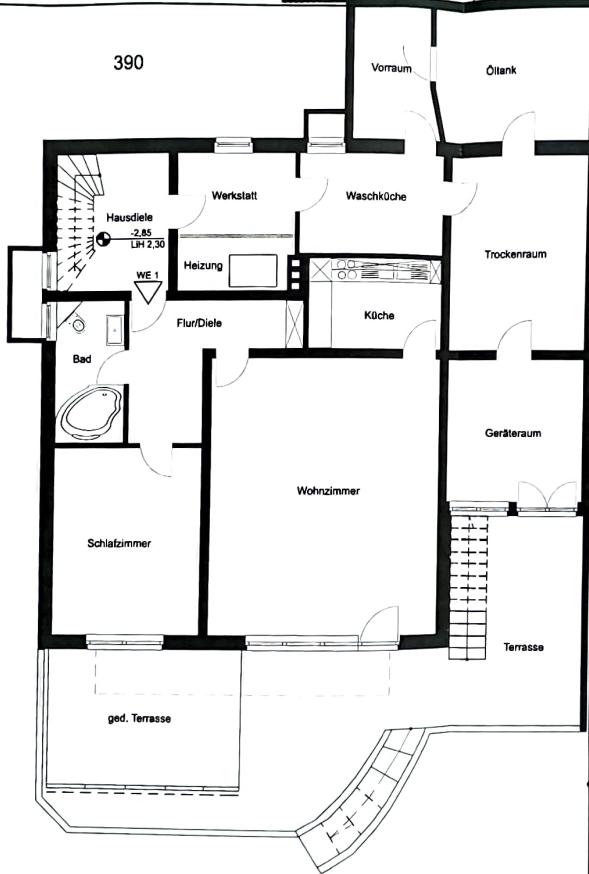 390
Vorraum
Öltank
Werkstatt
Waschküche
Hausdiele
-2,85
LiH 2,30
Trockenraum
Heizung
WE 1
Flur/Diele
Küche
Bad
Geräteraum
Wohnzimmer
Schlafzimmer
Terrasse
ged. Terrasse